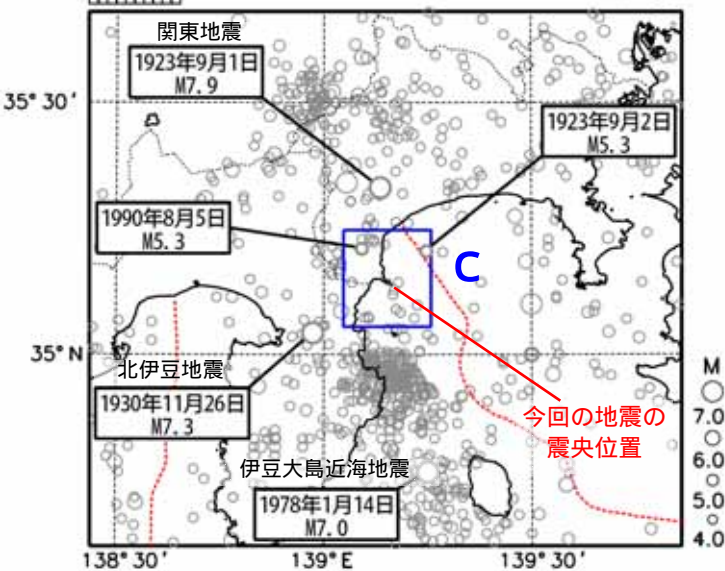 関東地震
1923年9月1日
M7.9
35° 30′
1923年9月2日
M5.3
1990年8月5日
M5.3
C
35° N
北伊豆地震
1930年11月26日
M7.3
今回の地震の
震央位置
伊豆大島近海地震
1978年1月14日
M7.0
M
7.0
6.0
5.0
4.0
138° 30′
139° E
139° 30′